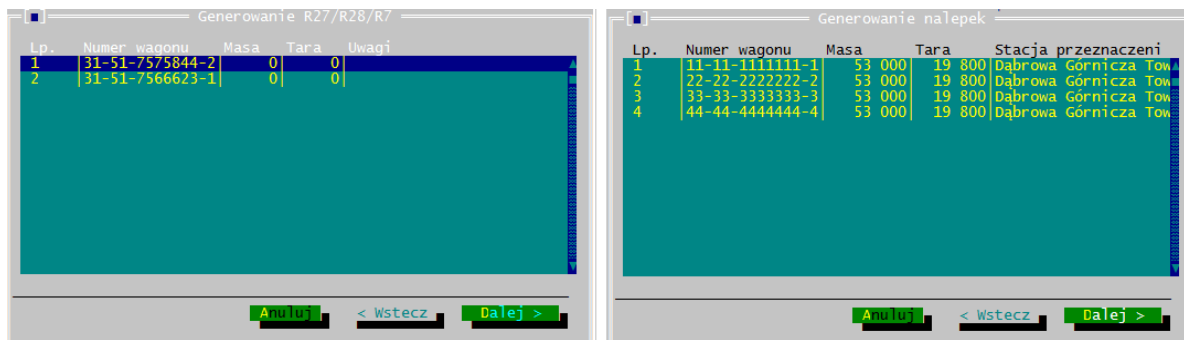 Generowanie R27/R28/R7
Lp. Numer wagonu Masa Tara Uwagi
1 |31-51-7575844-2| 0| 0|
2 |31-51-7566623-1| 0| 0|
Anuluj < Wstecz Dalej >
Generowanie nalepek
Lp. Numer wagonu Masa Tara Stacja przeznaczeni
1 |11-11-1111111-1| 53 000| 19 800|Dąbrowa Górnicza Tow
2 |22-22-2222222-2| 53 000| 19 800|Dąbrowa Górnicza Tow
3 |33-33-3333333-3| 53 000| 19 800|Dąbrowa Górnicza Tow
4 |44-44-4444444-4| 53 000| 19 800|Dąbrowa Górnicza Tow
Anuluj < Wstecz Dalej >